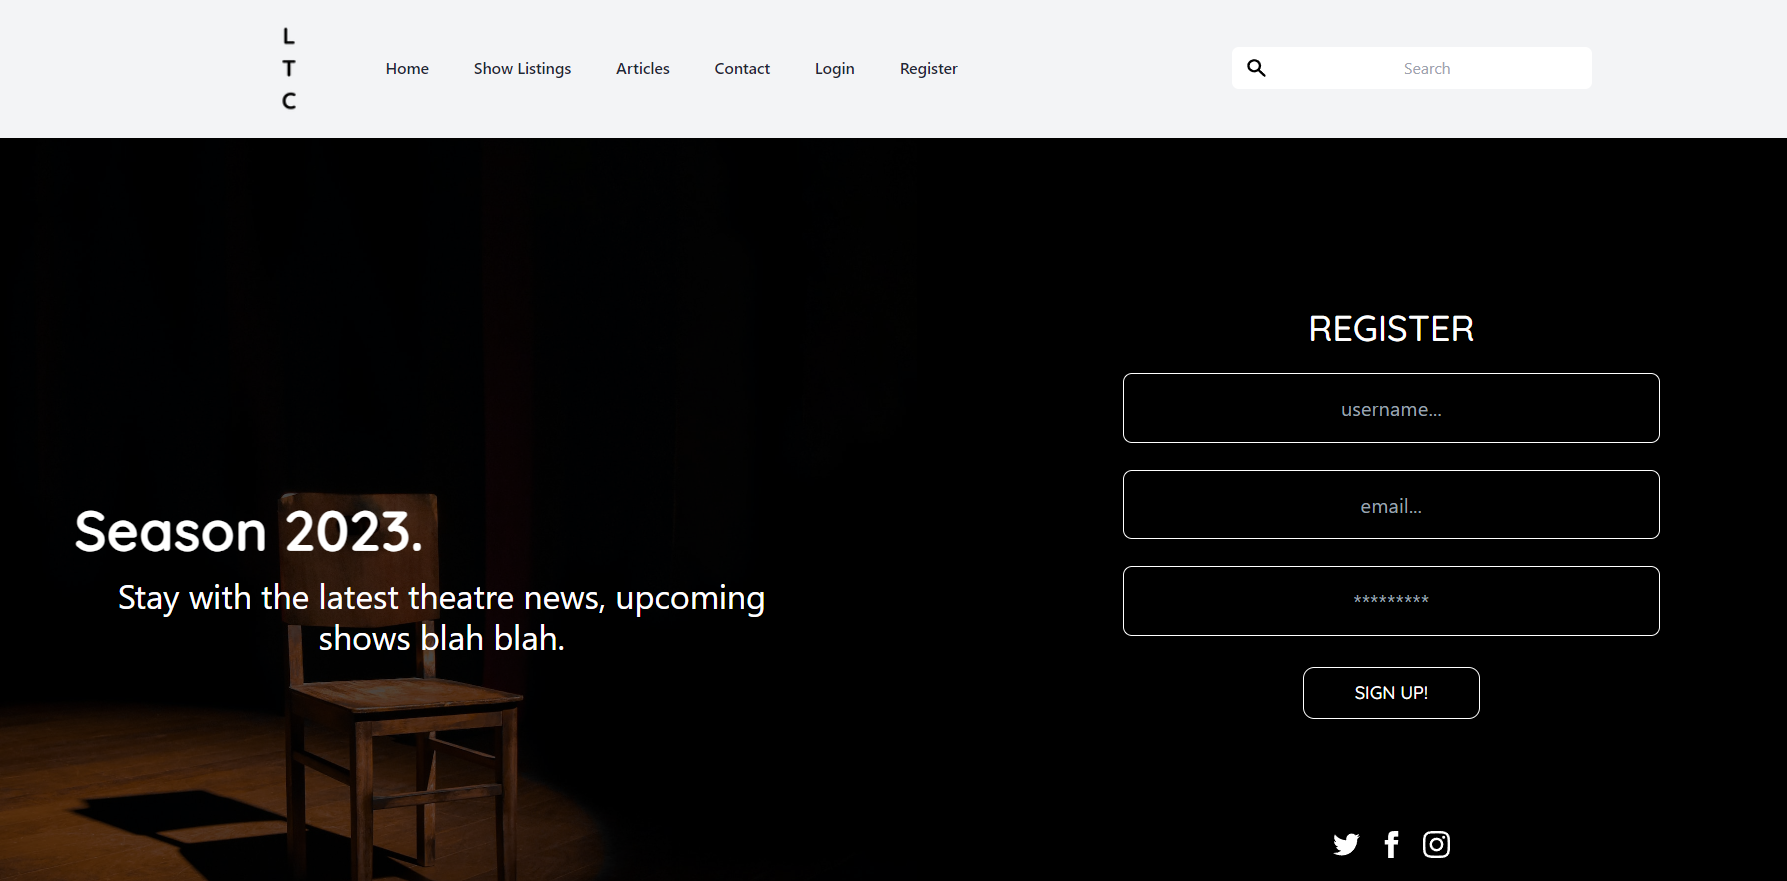 L
T
C
Home
Show Listings
Articles
Contact
Login
Register
Search
Season 2023.
Stay with the latest theatre news, upcoming
shows blah blah.
REGISTER
username...
email...
*********
SIGN UP!